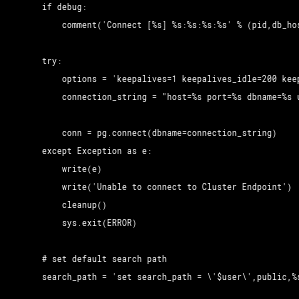 if debug:
comment('Connect [%s] %s:%s:%s:%s' % (pid,db_hos
try:
options = 'keepalives=1 keepalives_idle=200 keep
connection_string = "host=%s port=%s dbname=%s u
conn = pg.connect(dbname=connection_string)
except Exception as e:
write(e)
write('Unable to connect to Cluster Endpoint')
cleanup()
sys.exit(ERROR)
# set default search path
search_path = 'set search_path = \'$user\',public,%s